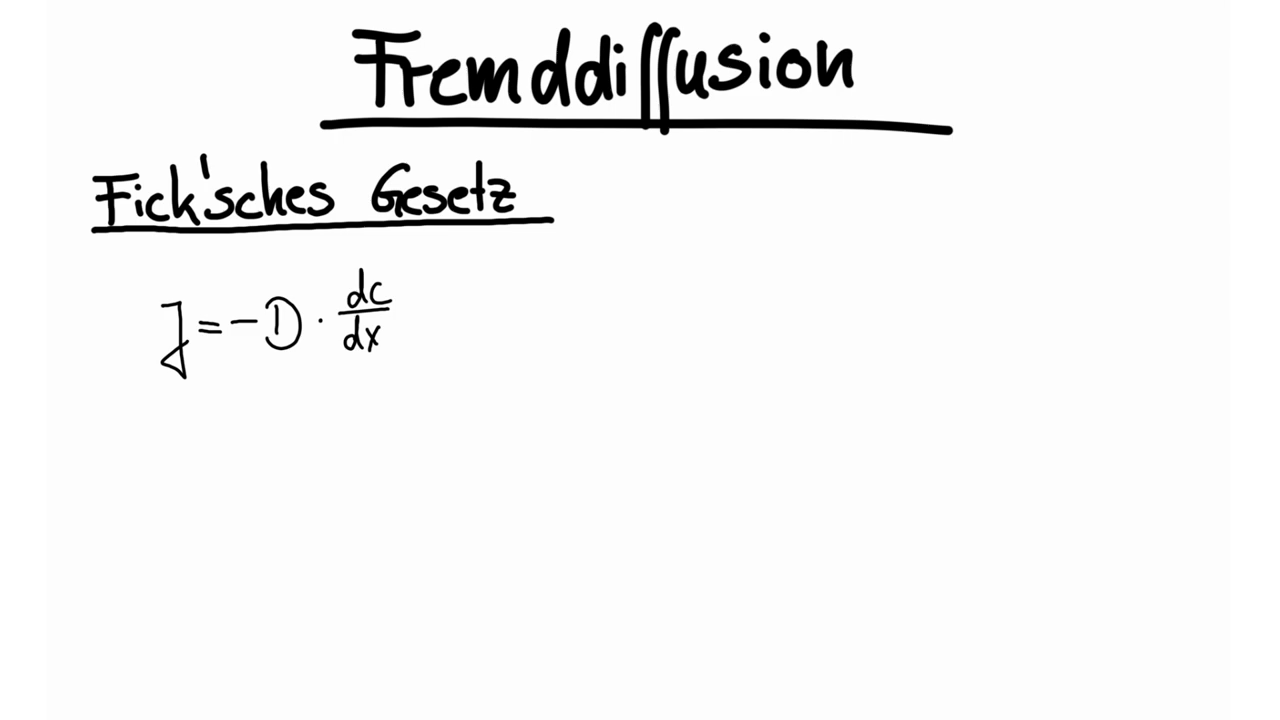 Fremddiffusion
Fick'sches Gesetz
J = - D · dc/dx